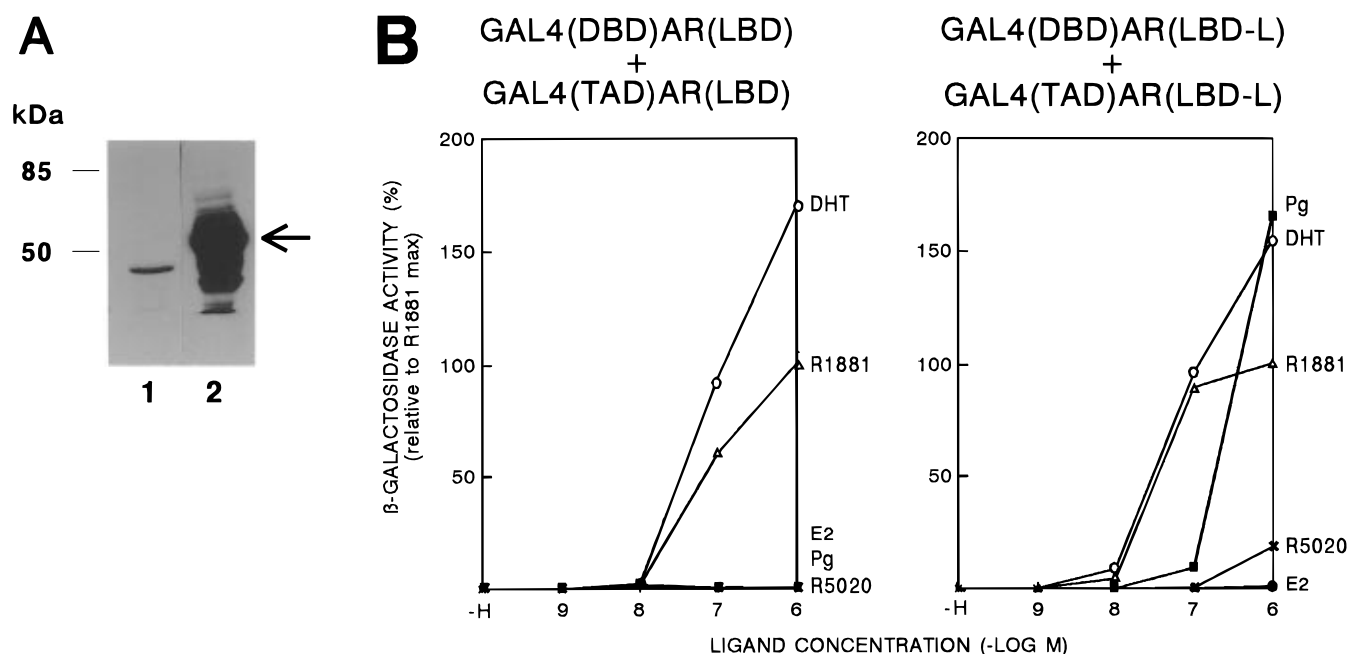 A
kDa
85
50
1 2
B
GAL4(DBD)AR(LBD)
+
GAL4(TAD)AR(LBD)
ß-GALACTOSIDASE ACTIVITY (%)
(relative to R1881 max)
200
150
100
50
DHT
R1881
E2
Pg
R5020
-H 9 8 7 6
GAL4(DBD)AR(LBD-L)
+
GAL4(TAD)AR(LBD-L)
200
150
100
50
Pg
DHT
R1881
R5020
E2
-H 9 8 7 6
LIGAND CONCENTRATION (-LOG M)